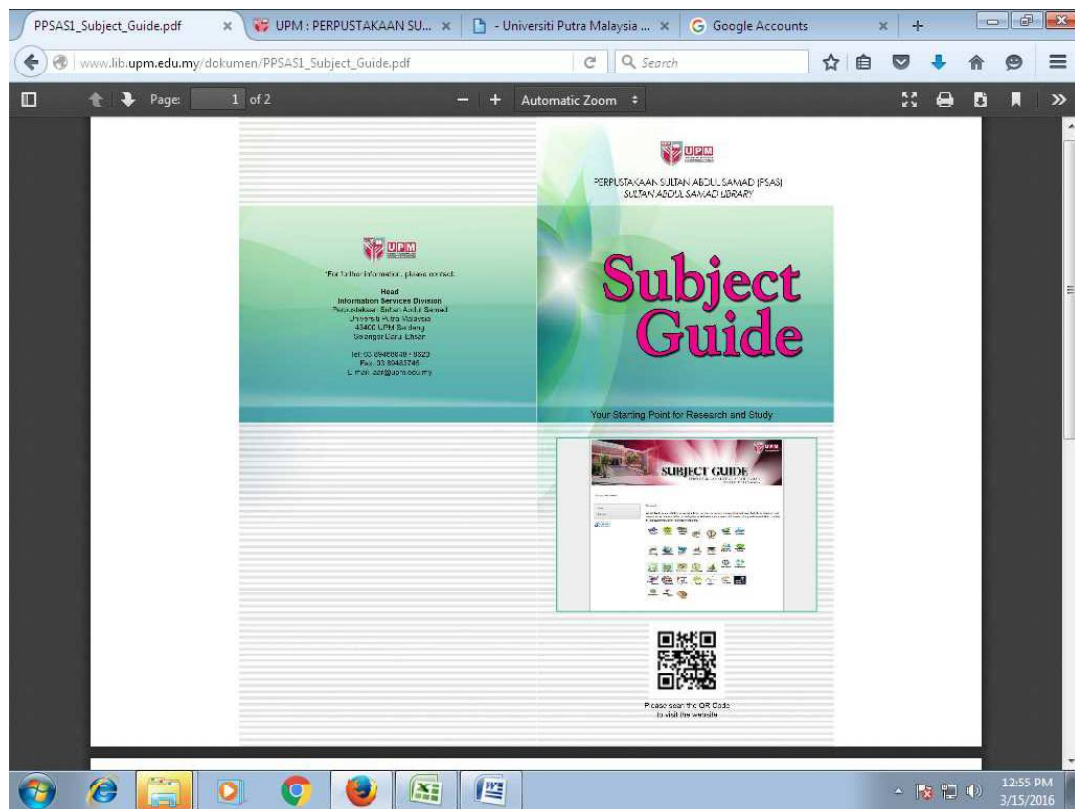 PPSAS1_Subject_Guide.pdf
UPM : PERPUSTAKAAN SU...
- Universiti Putra Malaysia ...
Google Accounts
www.lib.upm.edu.my/dokumen/PPSAS1_Subject_Guide.pdf
Search
Page: 1 of 2
Automatic Zoom
UPM
PERPUSTAKAAN SULTAN ABDUL SAMAD (PSAS)
SULTAN ABDUL SAMAD LIBRARY
Subject
Guide
Your Starting Point for Research and Study
UPM
*For further information, please contact:
Head
Information Services Division
Perpustakaan Sultan Abdul Samad
Universiti Putra Malaysia
43400 UPM Serdang
Selangor Darul Ehsan
SUBJECT GUIDE
Please scan the QR Code
to visit the website
12:55 PM
3/15/2016